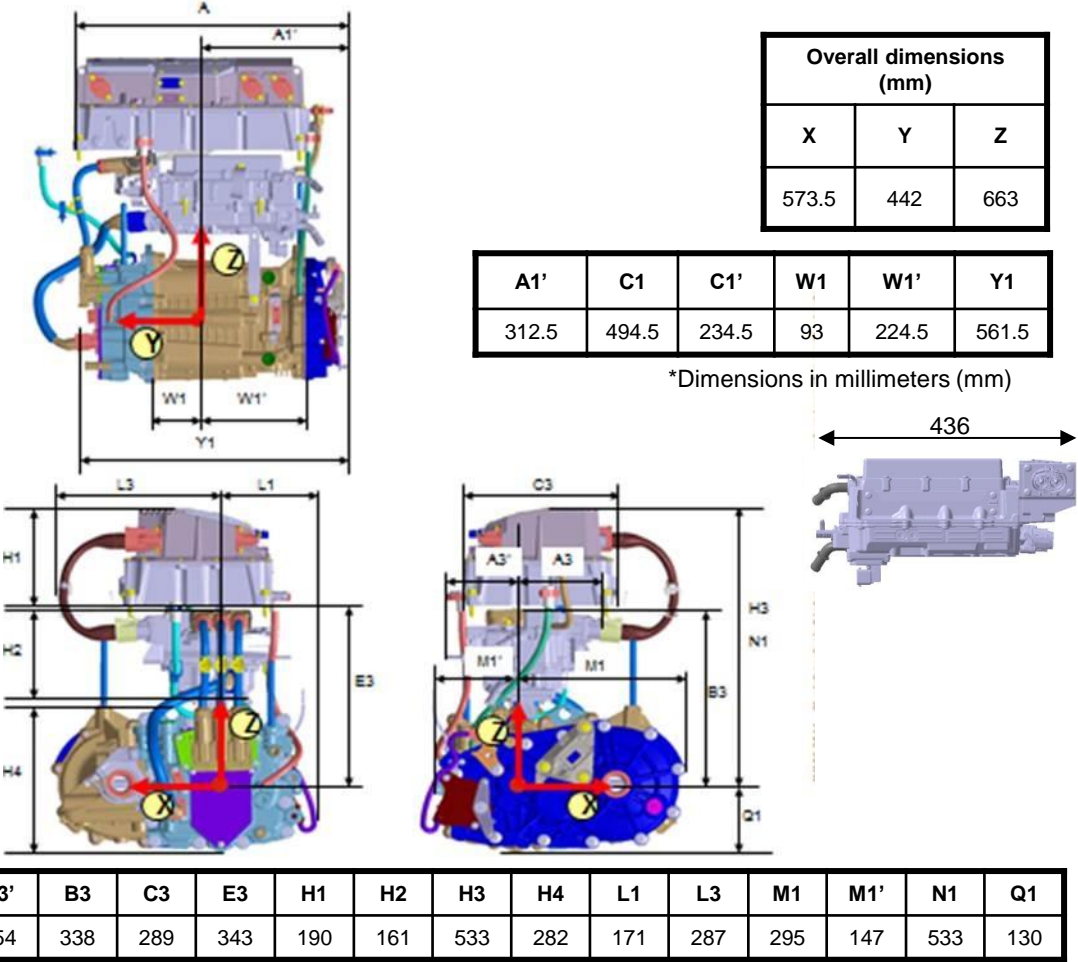 A
A1'
Overall dimensions
(mm)
X Y Z
573.5 442 663
Z
Y
A1’ C1 C1’ W1 W1’ Y1
312.5 494.5 234.5 93 224.5 561.5
*Dimensions in millimeters (mm)
W1 W1'
Y1
436
L3 L1
C3
H1
A3' A3
H3
N1
H2
M1' M1
E3
B3
Z
Z
H4
X
X
Q1
3’ B3 C3 E3 H1 H2 H3 H4 L1 L3 M1 M1’ N1 Q1
54 338 289 343 190 161 533 282 171 287 295 147 533 130